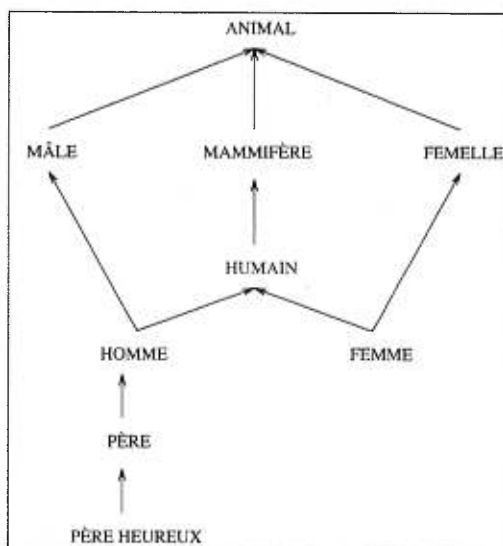 ANIMAL
MÂLE MAMMIFÈRE FEMELLE
HUMAIN
HOMME FEMME
PÈRE
PÈRE HEUREUX